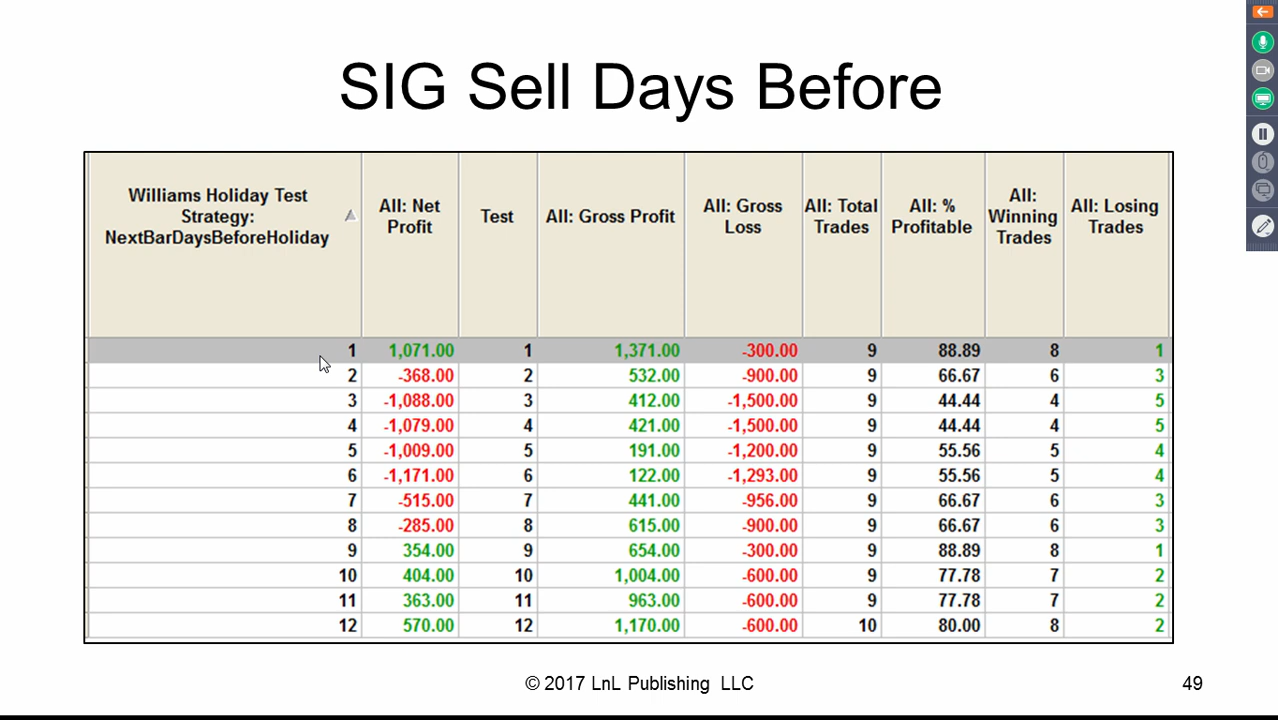 SIG Sell Days Before
Williams Holiday Test Strategy: NextBarDaysBeforeHoliday All: Net Profit Test All: Gross Profit All: Gross Loss All: Total Trades All: % Profitable All: Winning Trades All: Losing Trades
1 1,071.00 1 1,371.00 -300.00 9 88.89 8 1
2 -368.00 2 532.00 -900.00 9 66.67 6 3
3 -1,088.00 3 412.00 -1,500.00 9 44.44 4 5
4 -1,079.00 4 421.00 -1,500.00 9 44.44 4 5
5 -1,009.00 5 191.00 -1,200.00 9 55.56 5 4
6 -1,171.00 6 122.00 -1,293.00 9 55.56 5 4
7 -515.00 7 441.00 -956.00 9 66.67 6 3
8 -285.00 8 615.00 -900.00 9 66.67 6 3
9 354.00 9 654.00 -300.00 9 88.89 8 1
10 404.00 10 1,004.00 -600.00 9 77.78 7 2
11 363.00 11 963.00 -600.00 9 77.78 7 2
12 570.00 12 1,170.00 -600.00 10 80.00 8 2
© 2017 LnL Publishing LLC
49